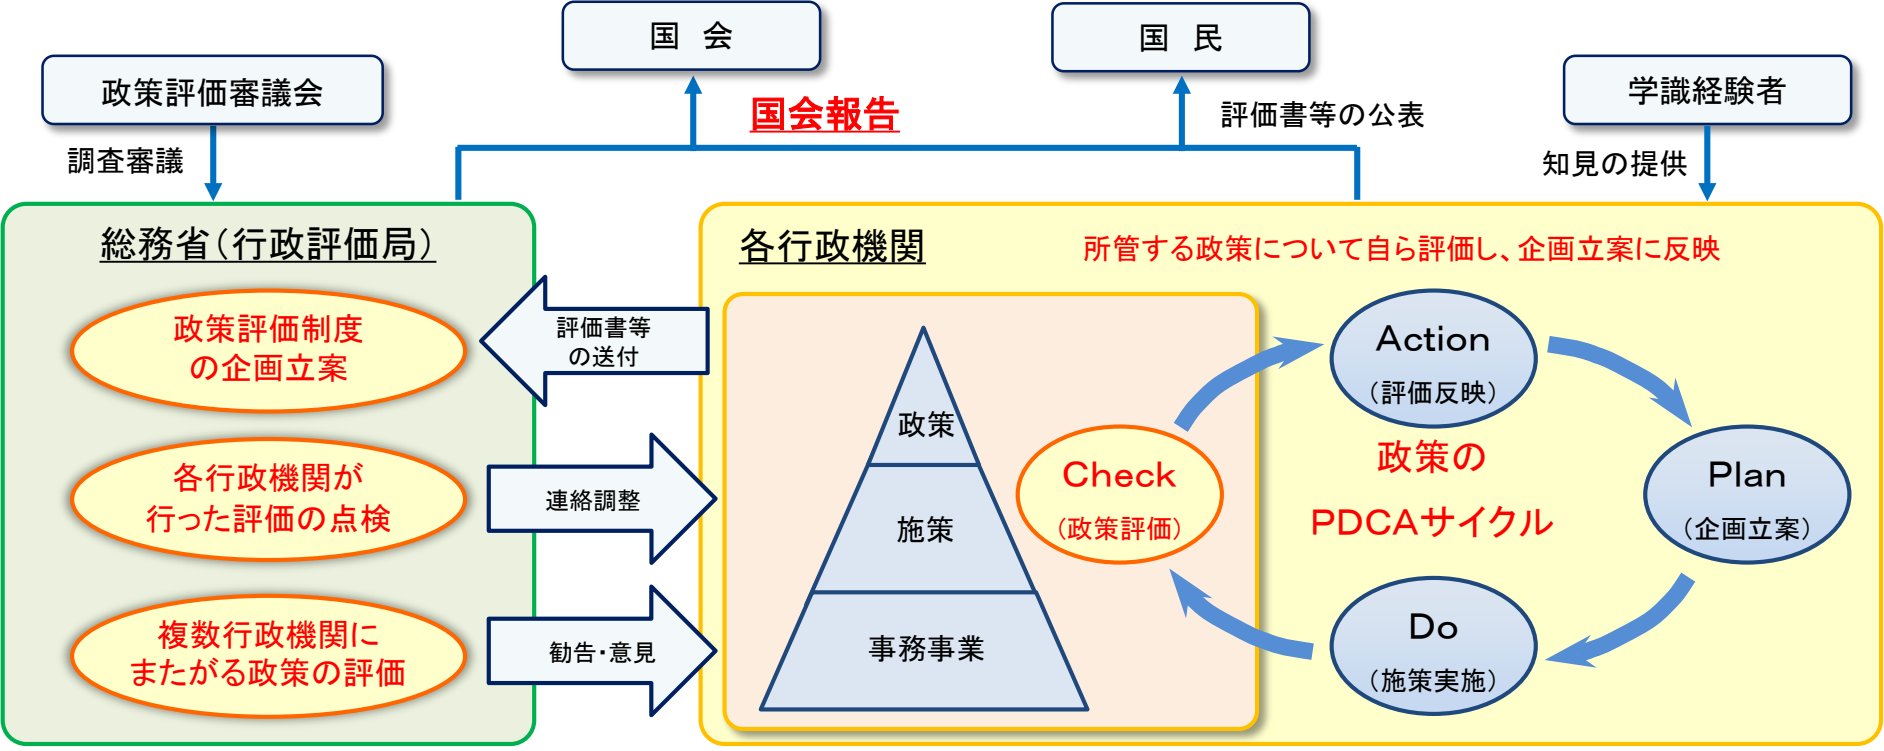 国　会
国　民
政策評価審議会
学識経験者
国会報告
評価書等の公表
調査審議
知見の提供
総務省（行政評価局）
各行政機関
所管する政策について自ら評価し、企画立案に反映
政策評価制度
の企画立案
評価書等
の送付
各行政機関が
行った評価の点検
連絡調整
複数行政機関に
またがる政策の評価
勧告・意見
政策
施策
事務事業
Check
（政策評価）
Action
（評価反映）
政策の
PDCAサイクル
Plan
（企画立案）
Do
（施策実施）